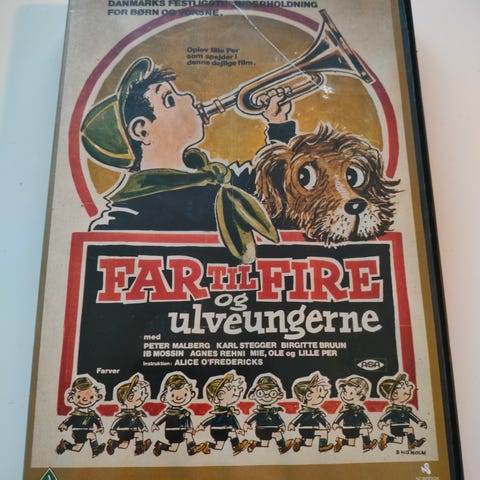 DANMARKS FESTLIGSTE UNDERHOLDNING
FOR BØRN OG VOKSNE.
Oplev lille Per
som spejder i
denne dejlige film.
FAR TIL FIRE
og
ulveungerne
med
PETER MALBERG KARL STEGGER BIRGITTE BRUUN
IB MOSSIN AGNES REHNI MIE, OLE og LILLE PER
Instruktion: ALICE O'FREDERICKS
ASA
Farver